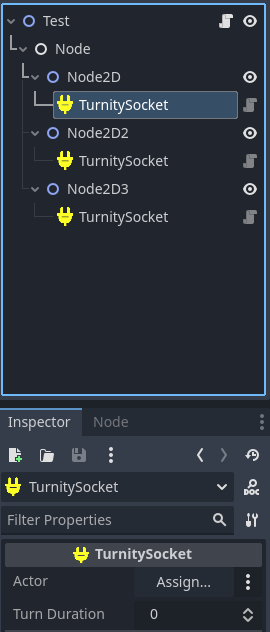 Test
Node
Node2D
TurnitySocket
Node2D2
TurnitySocket
Node2D3
TurnitySocket
Inspector Node
TurnitySocket DOC
Filter Properties
TurnitySocket
Actor Assign...
Turn Duration 0